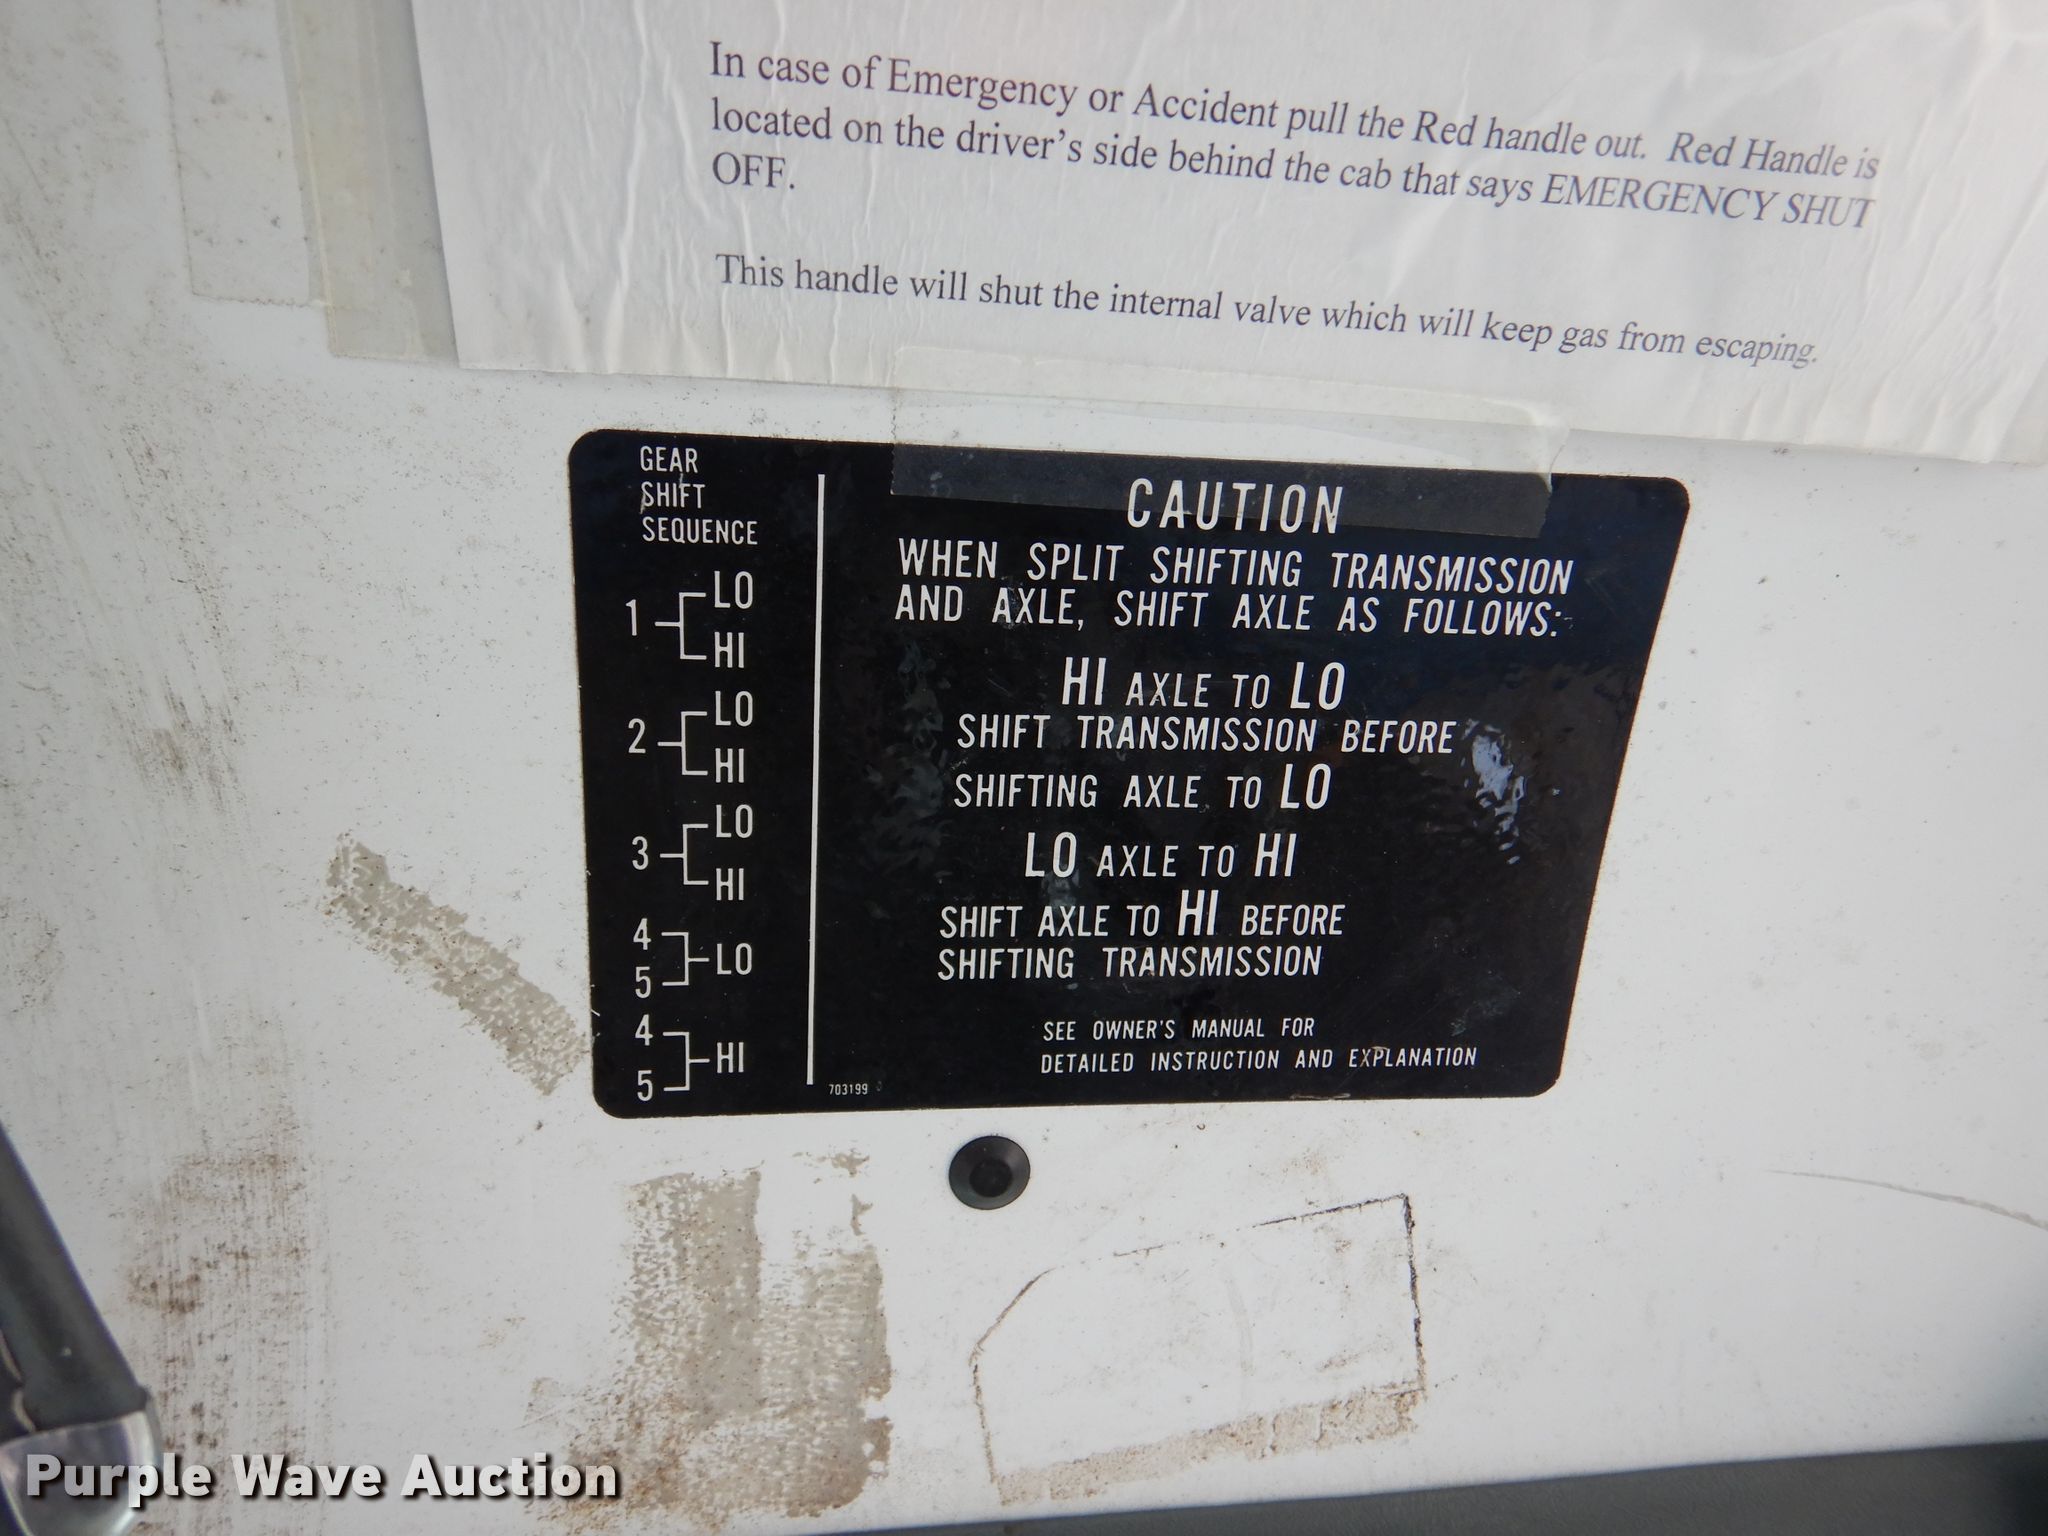 In case of Emergency or Accident pull the Red handle out. Red Handle is
located on the driver's side behind the cab that says EMERGENCY SHUT
OFF.
This handle will shut the internal valve which will keep gas from escaping.
GEAR
SHIFT
SEQUENCE
1 LO
HI
2 LO
HI
3 LO
HI
4
5 LO
4
5 HI
CAUTION
WHEN SPLIT SHIFTING TRANSMISSION
AND AXLE, SHIFT AXLE AS FOLLOWS:
HI AXLE TO LO
SHIFT TRANSMISSION BEFORE
SHIFTING AXLE TO LO
LO AXLE TO HI
SHIFT AXLE TO HI BEFORE
SHIFTING TRANSMISSION
SEE OWNER'S MANUAL FOR
DETAILED INSTRUCTION AND EXPLANATION
703199
Purple Wave Auction